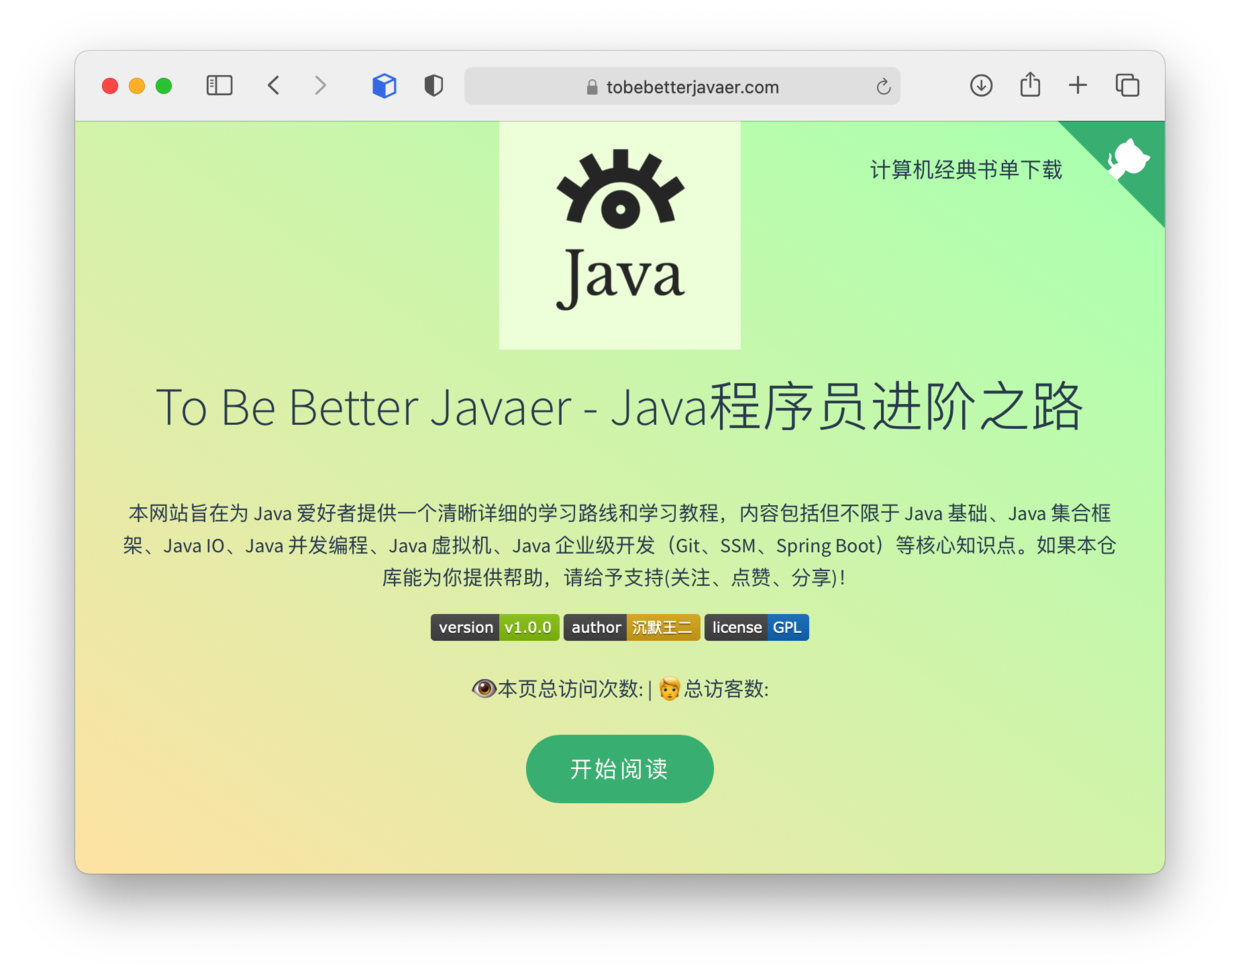 tobebetterjavaer.com
计算机经典书单下载
Java
To Be Better Javaer - Java程序员进阶之路
本网站旨在为 Java 爱好者提供一个清晰详细的学习路线和学习教程，内容包括但不限于 Java 基础、Java 集合框
架、Java IO、Java 并发编程、Java 虚拟机、Java 企业级开发（Git、SSM、Spring Boot）等核心知识点。如果本仓
库能为你提供帮助，请给予支持(关注、点赞、分享)！
version v1.0.0 author 沉默王二 license GPL
👁️本页总访问次数: | 🧑总访客数:
开始阅读